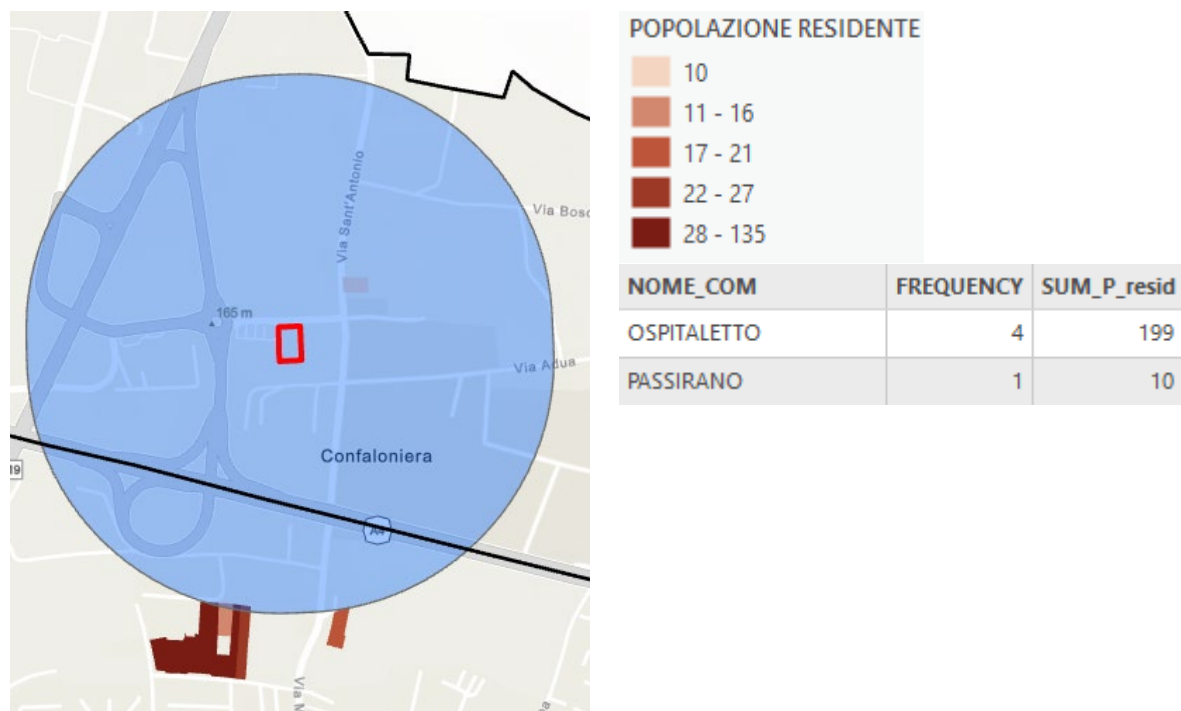 Via Sant'Antonio
Via Bosc
165 m
Via Adua
Confaloniera
19
A4
Via N
POPOLAZIONE RESIDENTE
10
11 - 16
17 - 21
22 - 27
28 - 135
NOME_COM FREQUENCY SUM_P_resid
OSPITALETTO 4 199
PASSIRANO 1 10